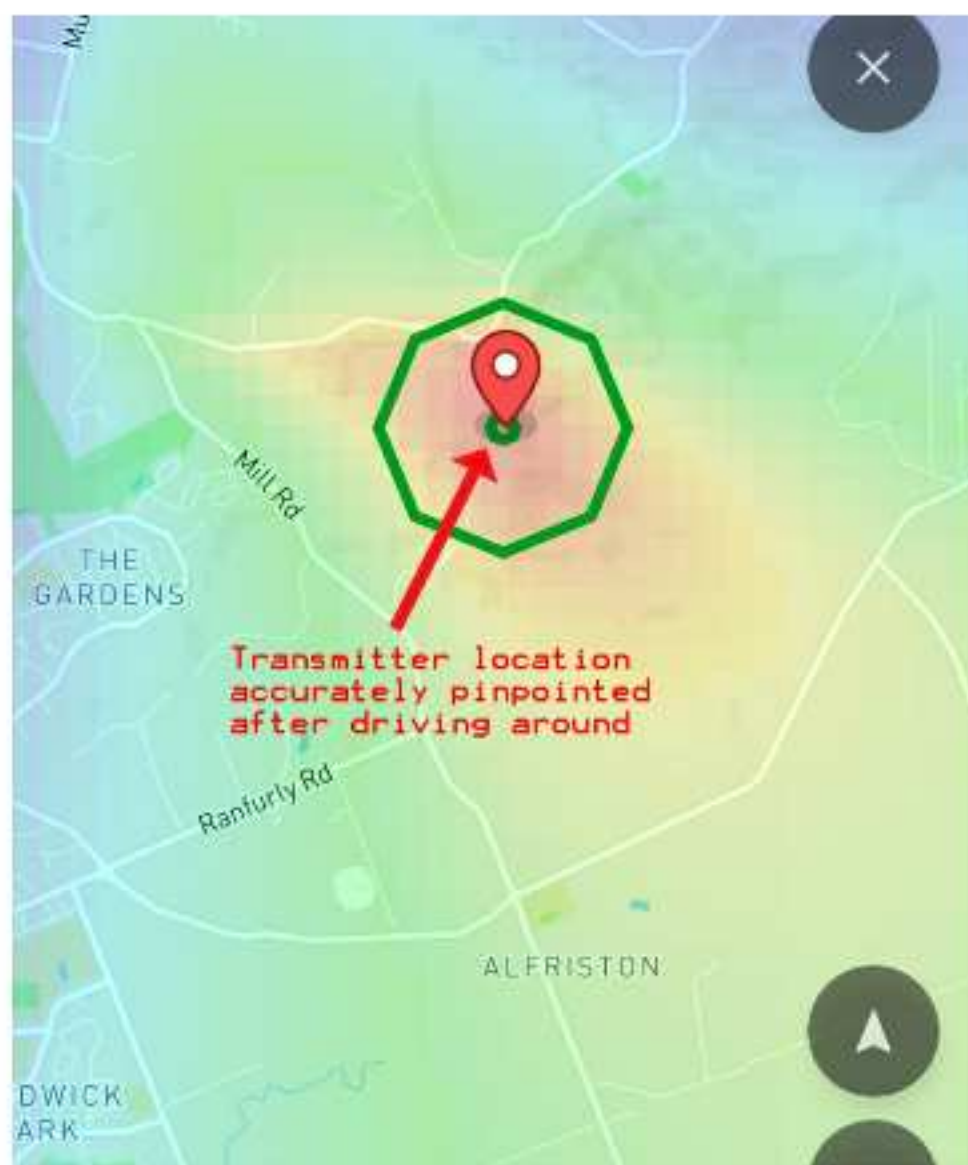 Mu
Mill Rd
THE
GARDENS
Transmitter location
accurately pinpointed
after driving around
Ranfurly Rd
ALFRISTON
DWICK
ARK